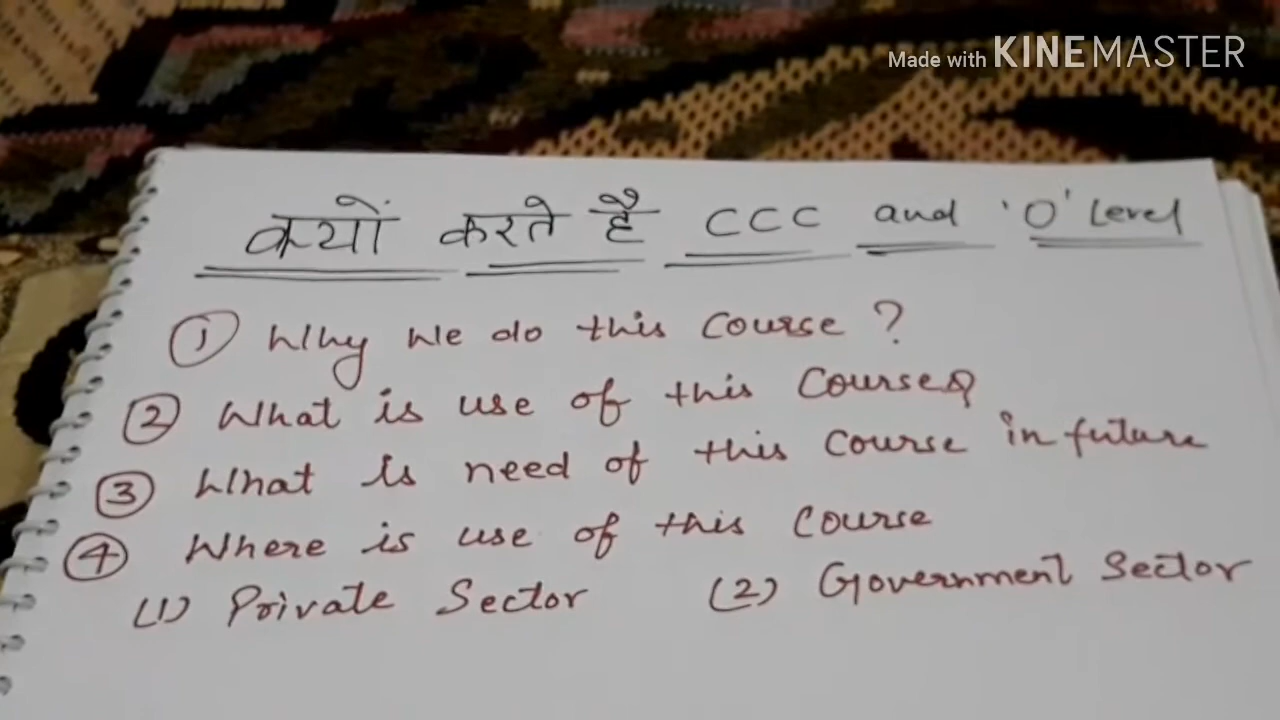 Made with KINEMASTER
क्यों करते है CCC and 'O' Level
① Why we do this course ?
② What is use of this Course?
③ What is need of this course in future
④ Where is use of this course
(1) Private Sector (2) Government Sector